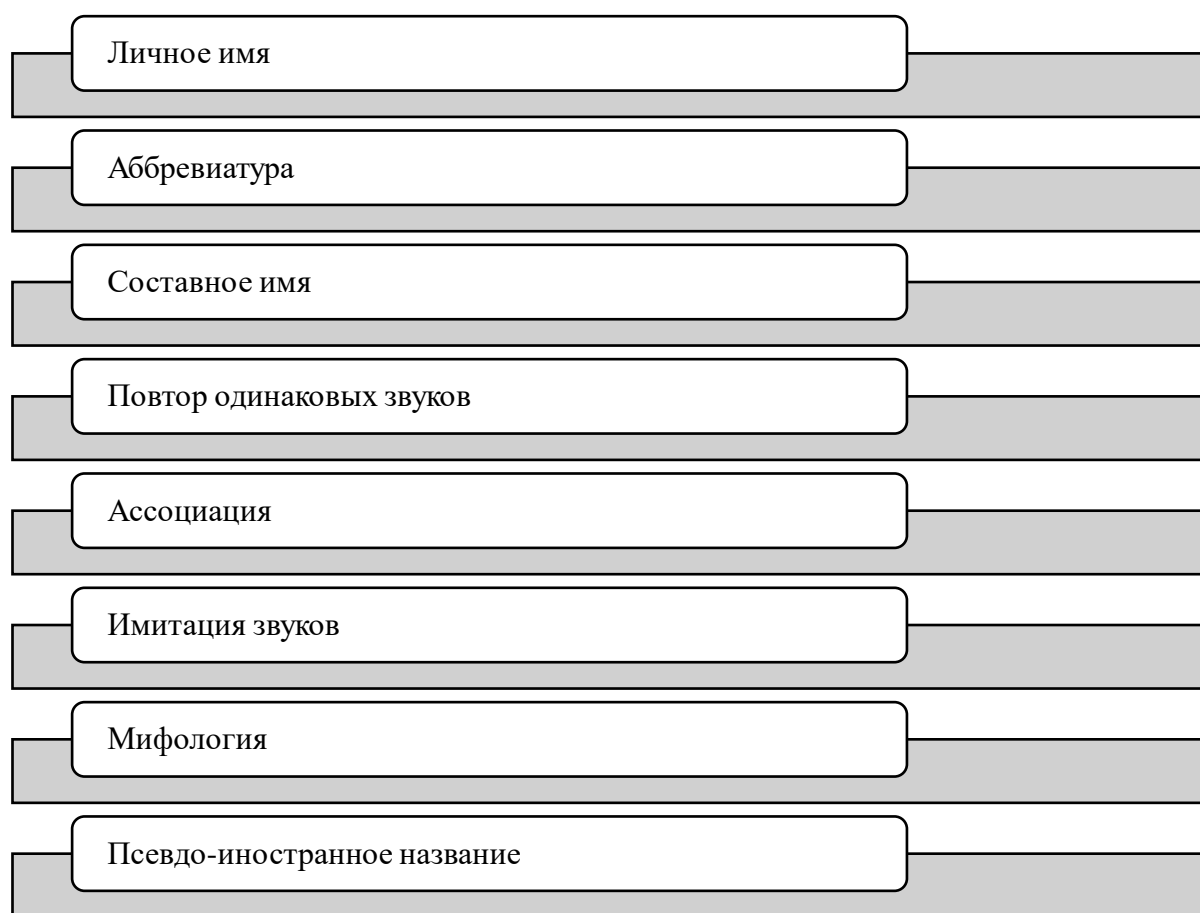 Личное имя
Аббревиатура
Составное имя
Повтор одинаковых звуков
Ассоциация
Имитация звуков
Мифология
Псевдо-иностранное название